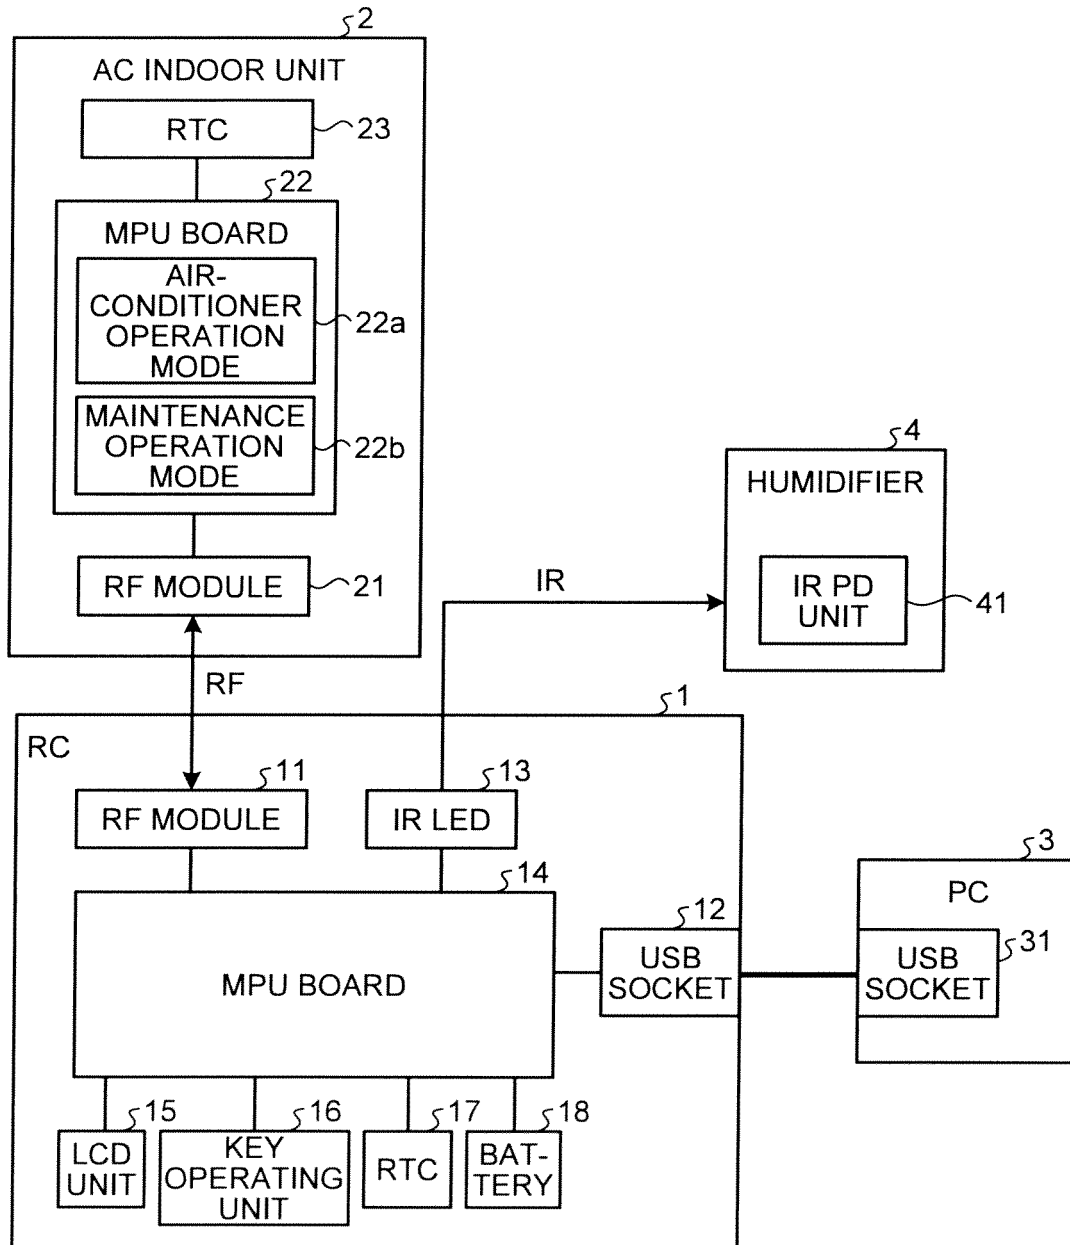 2
AC INDOOR UNIT
RTC
23
22
MPU BOARD
AIR-
CONDITIONER
OPERATION
MODE
22a
MAINTENANCE
OPERATION
MODE
22b
RF MODULE
21
RF
IR
4
HUMIDIFIER
IR PD
UNIT
41
1
RC
11
RF MODULE
13
IR LED
14
MPU BOARD
12
USB
SOCKET
3
PC
31
USB
SOCKET
15
LCD
UNIT
16
KEY
OPERATING
UNIT
17
RTC
18
BAT-
TERY